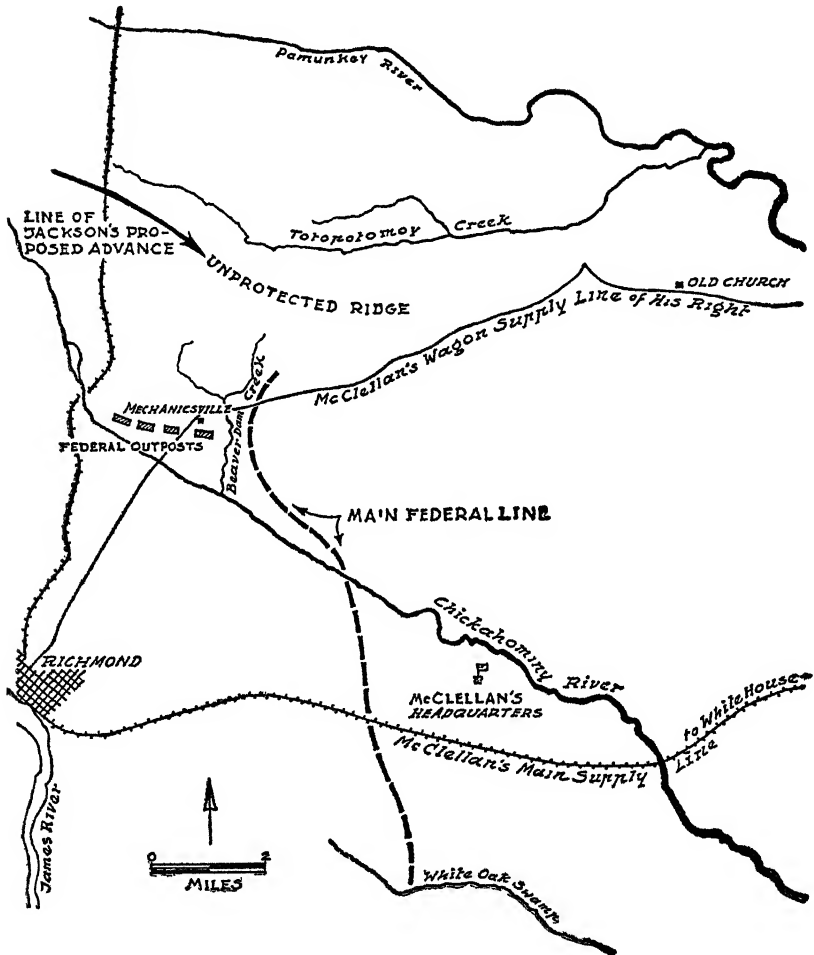 Pamunkey River
LINE OF
JACKSON'S PRO-
POSED ADVANCE
Totopotomoy Creek
UNPROTECTED RIDGE
OLD CHURCH
McClellan's Wagon Supply Line of His Right
MECHANICSVILLE
Beaver Dam Creek
FEDERAL OUTPOSTS
MAIN FEDERAL LINE
Chickahominy River
RICHMOND
McCLELLAN'S
HEADQUARTERS
to White House
McClellan's Main Supply Line
James River
0 2
MILES
White Oak Swamp